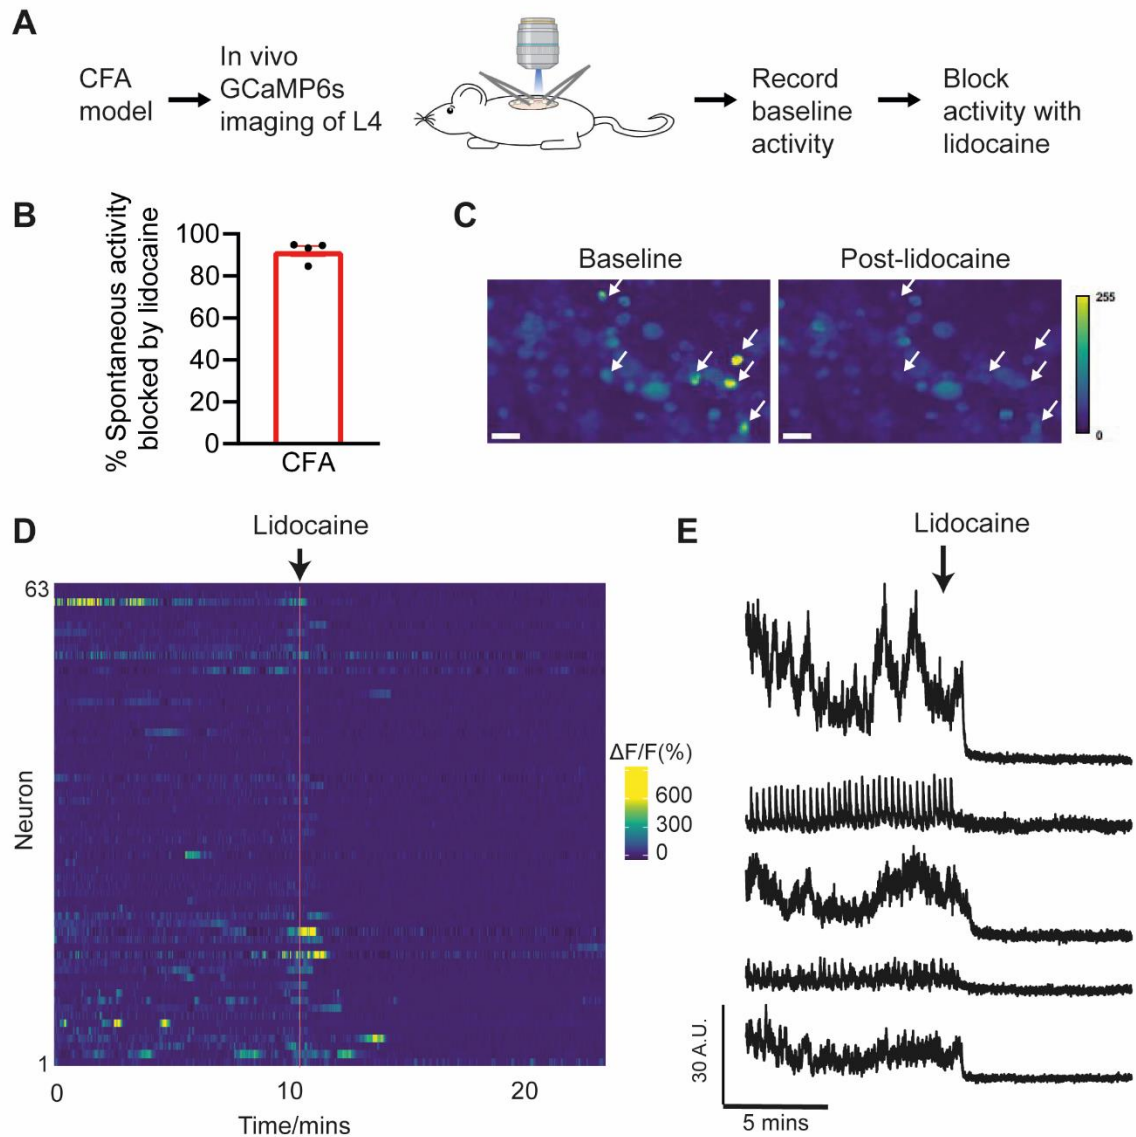 A
CFA
model
In vivo
GCaMP6s
imaging of L4
Record
baseline
activity
Block
activity with
lidocaine
B
% Spontaneous activity
blocked by lidocaine
100
80
60
40
20
0
CFA
C
Baseline
Post-lidocaine
255
0
D
Lidocaine
63
Neuron
1
0
10
20
Time/mins
ΔF/F(%)
600
300
0
E
Lidocaine
30 A.U.
5 mins